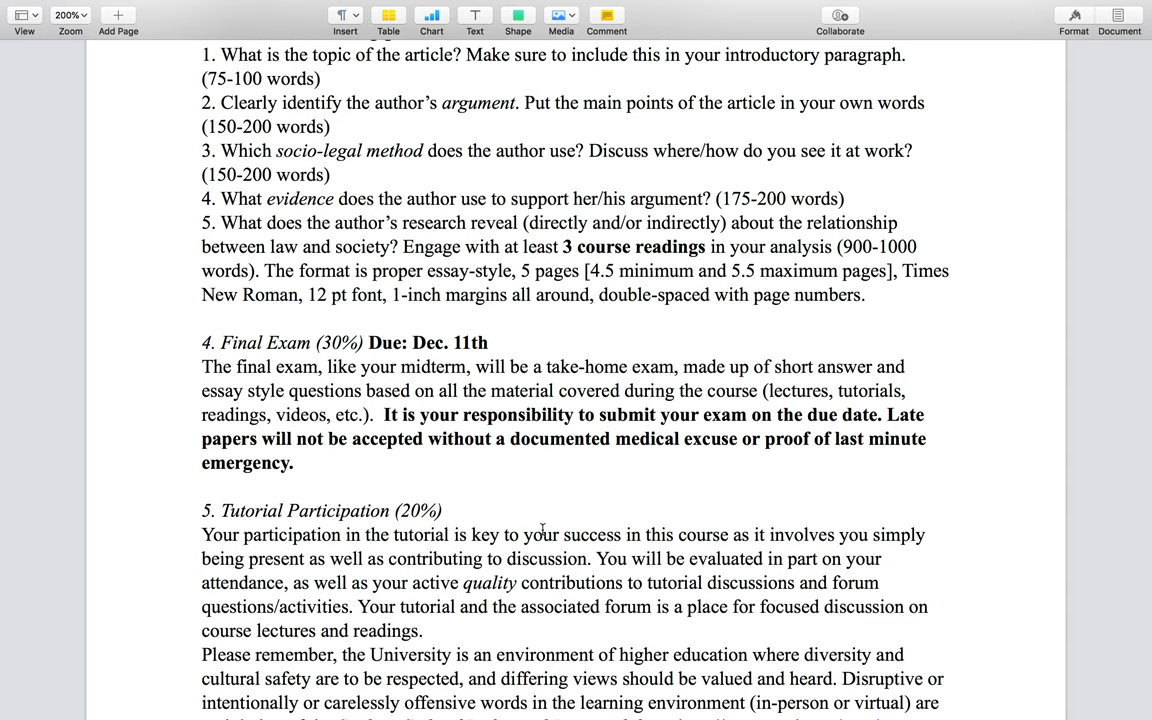 View
200%
Zoom
Add Page
Insert
Table
Chart
Text
Shape
Media
Comment
Collaborate
Format
Document
1. What is the topic of the article? Make sure to include this in your introductory paragraph.
(75-100 words)
2. Clearly identify the author's argument. Put the main points of the article in your own words
(150-200 words)
3. Which socio-legal method does the author use? Discuss where/how do you see it at work?
(150-200 words)
4. What evidence does the author use to support her/his argument? (175-200 words)
5. What does the author's research reveal (directly and/or indirectly) about the relationship
between law and society? Engage with at least 3 course readings in your analysis (900-1000
words). The format is proper essay-style, 5 pages [4.5 minimum and 5.5 maximum pages], Times
New Roman, 12 pt font, 1-inch margins all around, double-spaced with page numbers.
4. Final Exam (30%) Due: Dec. 11th
The final exam, like your midterm, will be a take-home exam, made up of short answer and
essay style questions based on all the material covered during the course (lectures, tutorials,
readings, videos, etc.). It is your responsibility to submit your exam on the due date. Late
papers will not be accepted without a documented medical excuse or proof of last minute
emergency.
5. Tutorial Participation (20%)
Your participation in the tutorial is key to your success in this course as it involves you simply
being present as well as contributing to discussion. You will be evaluated in part on your
attendance, as well as your active quality contributions to tutorial discussions and forum
questions/activities. Your tutorial and the associated forum is a place for focused discussion on
course lectures and readings.
Please remember, the University is an environment of higher education where diversity and
cultural safety are to be respected, and differing views should be valued and heard. Disruptive or
intentionally or carelessly offensive words in the learning environment (in-person or virtual) are